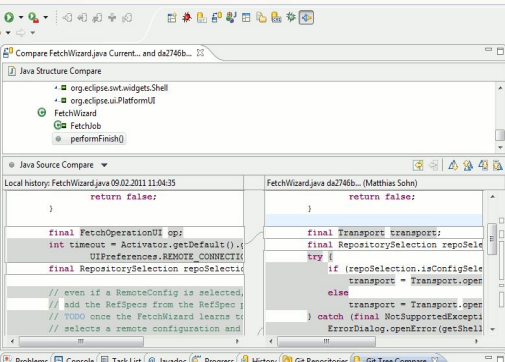 Compare FetchWizard.java Current... and da2746b...
Java Structure Compare
org.eclipse.swt.widgets.Shell
org.eclipse.ui.PlatformUI
FetchWizard
FetchJob
performFinish()
Java Source Compare
Local history: FetchWizard.java 09.02.2011 11:04:35
FetchWizard.java da2746b... (Matthias Sohn)
return false;
}
final FetchOperationUI op;
int timeout = Activator.getDefault().g
UIPreferences.REMOTE_CONNECTIO
final RepositorySelection repoSelectio
// even if a RemoteConfig is selected,
// add the RefSpecs from the RefSpec p
// TODO once the FetchWizard learns to
// selects a remote configuration and
return false;
}
final Transport transport;
final RepositorySelection repoSele
try {
if (repoSelection.isConfigSele
transport = Transport.open
else
transport = Transport.open
} catch (final NotSupportedExcepti
ErrorDialog.openError(getShell
Problems Console Task List Javadoc Progress History Git Repositories Git Tree Compare